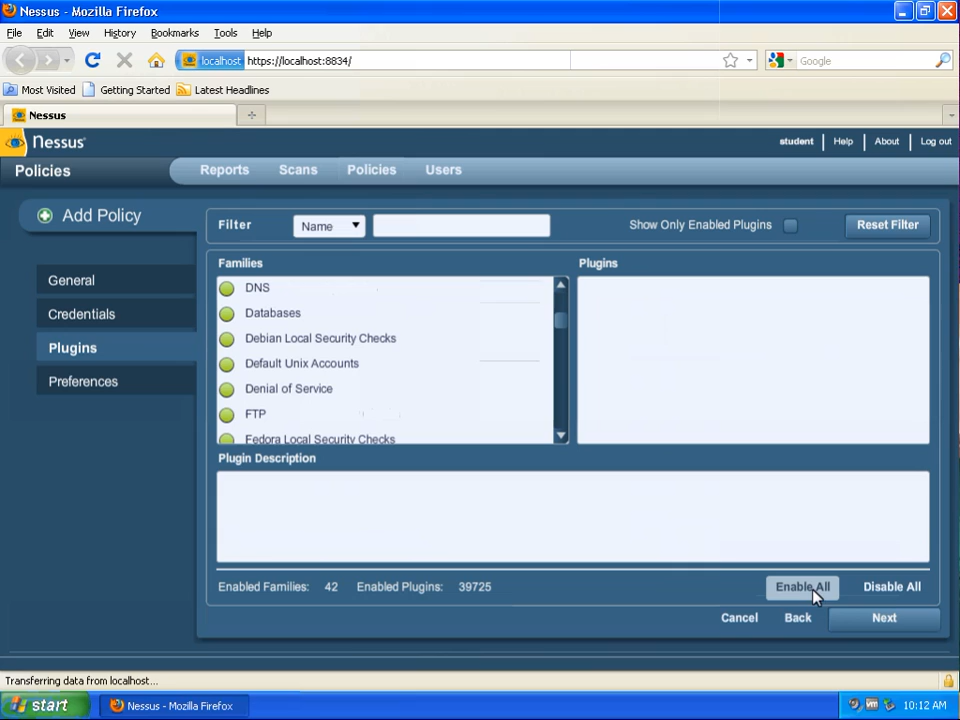 Nessus - Mozilla Firefox
File Edit View History Bookmarks Tools Help
localhost https://localhost:8834/ Google
Most Visited Getting Started Latest Headlines
Nessus
Nessus student Help About Log out
Policies Reports Scans Policies Users
Add Policy
Filter Name Show Only Enabled Plugins Reset Filter
General
Credentials
Plugins
Preferences
Families Plugins
DNS
Databases
Debian Local Security Checks
Default Unix Accounts
Denial of Service
FTP
Fedora Local Security Checks
Plugin Description
Enabled Families: 42 Enabled Plugins: 39725 Enable All Disable All
Cancel Back Next
Transferring data from localhost...
start Nessus - Mozilla Firefox 10:12 AM